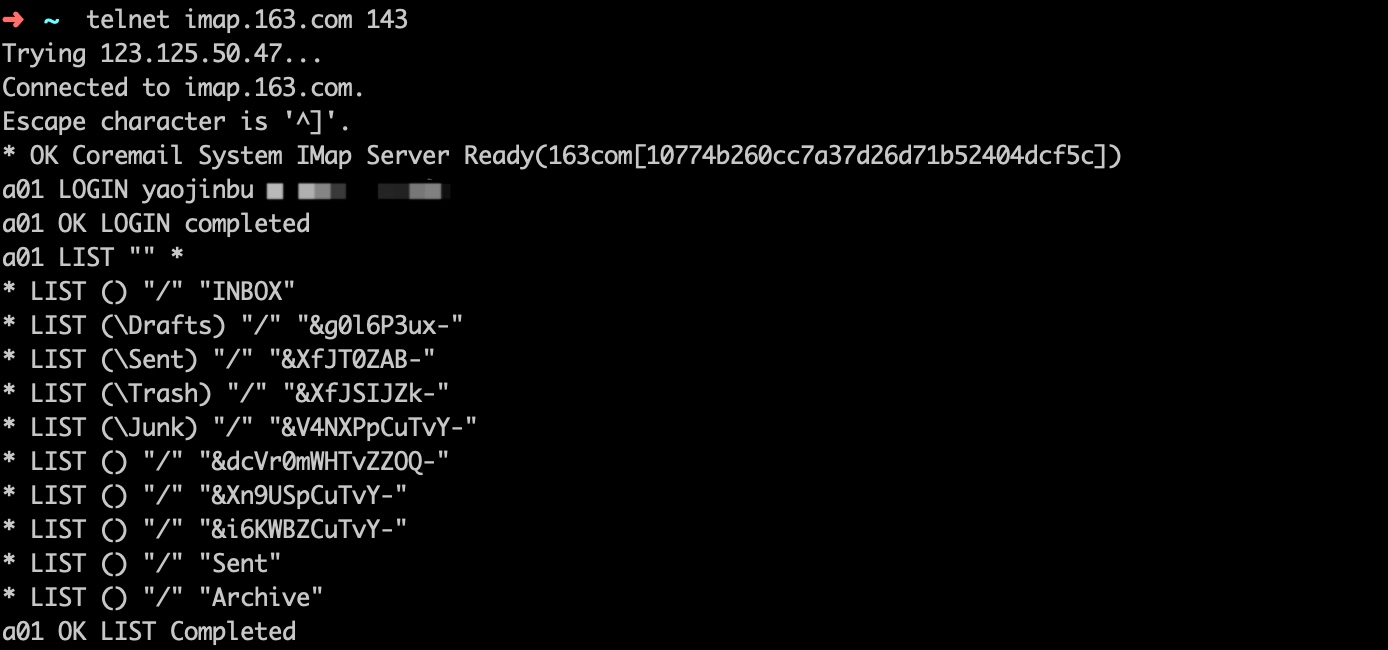 ➜ ~ telnet imap.163.com 143
Trying 123.125.50.47...
Connected to imap.163.com.
Escape character is '^]'.
* OK Coremail System IMap Server Ready(163com[10774b260cc7a37d26d71b52404dcf5c])
a01 LOGIN yaojinbu
a01 OK LOGIN completed
a01 LIST "" *
* LIST () "/" "INBOX"
* LIST (\Drafts) "/" "&g0l6P3ux-"
* LIST (\Sent) "/" "&XfJT0ZAB-"
* LIST (\Trash) "/" "&XfJSIJZk-"
* LIST (\Junk) "/" "&V4NXPpCuTvY-"
* LIST () "/" "&dcVr0mWHTvZZOQ-"
* LIST () "/" "&Xn9USpCuTvY-"
* LIST () "/" "&i6KWBZCuTvY-"
* LIST () "/" "Sent"
* LIST () "/" "Archive"
a01 OK LIST Completed